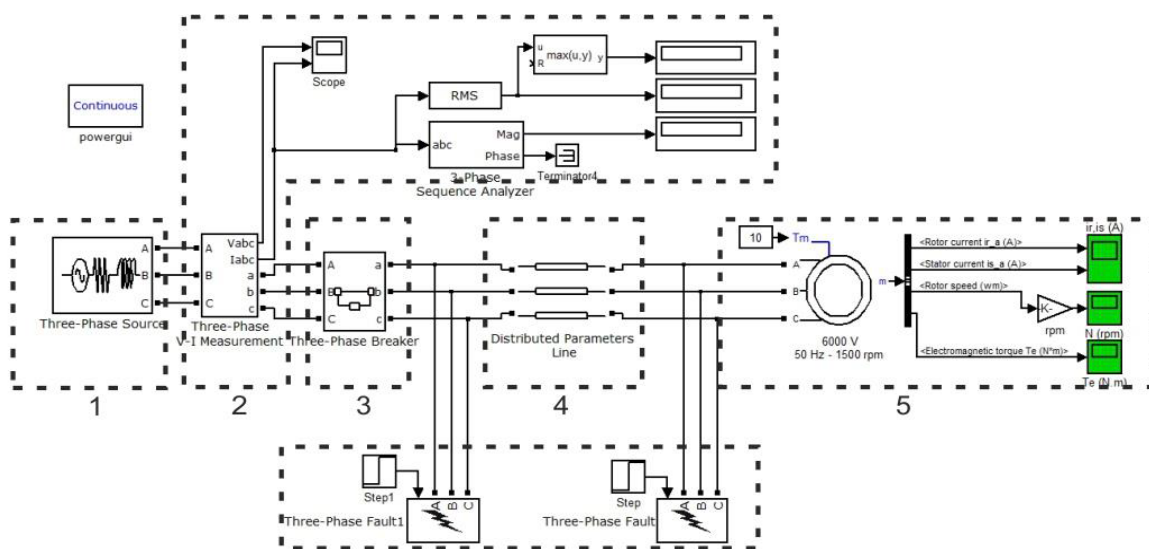 Continuous
powergui
Scope
u
R
max(u,y)
y
RMS
abc
Mag
Phase
3-Phase
Sequence Analyzer
Terminator4
A
B
C
Three-Phase Source
A
B
C
Vabc
Iabc
a
b
c
Three-Phase
V-I Measurement
A
B
C
a
b
c
Three-Phase Breaker
Distributed Parameters
Line
10
Tm
A
B
C
m
6000 V
50 Hz - 1500 rpm
<Rotor current ir_a (A)>
<Stator current is_a (A)>
<Rotor speed (wm)>
<Electromagnetic torque Te (N*m)>
-K-
rpm
ir,is (A)
N (rpm)
Te (N.m)
1
2
3
4
5
Step1
A
B
C
Three-Phase Fault1
Step
A
B
C
Three-Phase Fault